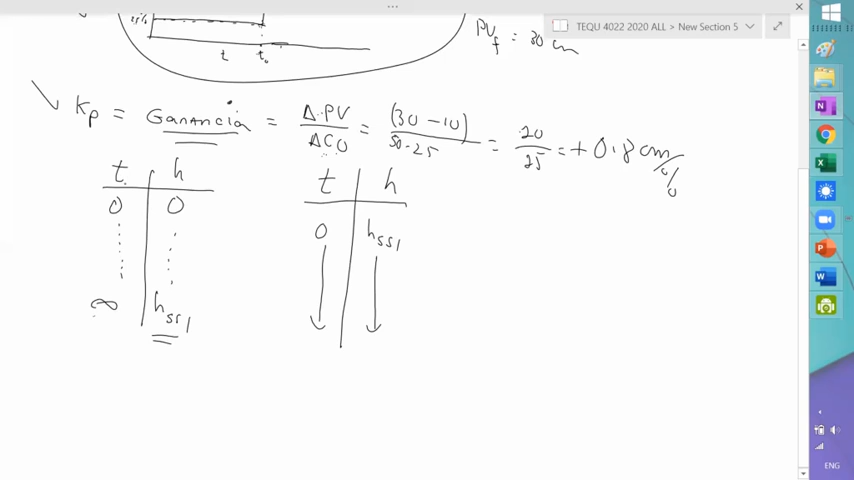 TEQU 4022 2020 ALL > New Section 5
25%
t t₀
PV_f = 30 cm
K_p = Ganancia = ΔPV/ΔCO = (30-10)/50-25 = 20/25 = + 0.8 cm/%
t h
0 0
∞ h_ss1
t h
0 h_ss1
ENG